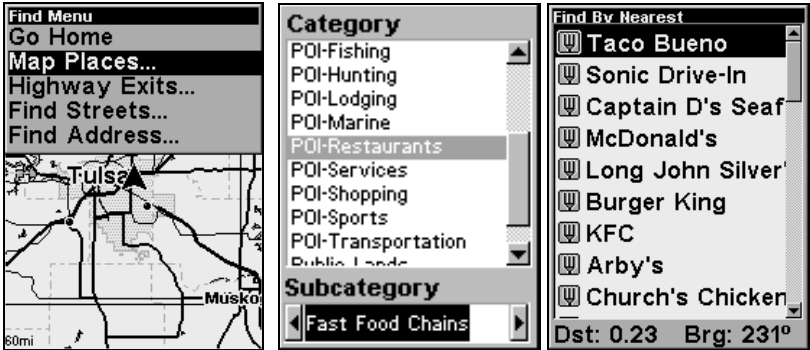 Find Menu
Go Home
Map Places...
Highway Exits...
Find Streets...
Find Address...
Tulsa
Musko
60mi
Category
POI-Fishing
POI-Hunting
POI-Lodging
POI-Marine
POI-Restaurants
POI-Services
POI-Shopping
POI-Sports
POI-Transportation
Public Lands
Subcategory
Fast Food Chains
Find By Nearest
Taco Bueno
Sonic Drive-In
Captain D's Seaf
McDonald's
Long John Silver'
Burger King
KFC
Arby's
Church's Chicken
Dst: 0.23 Brg: 231º